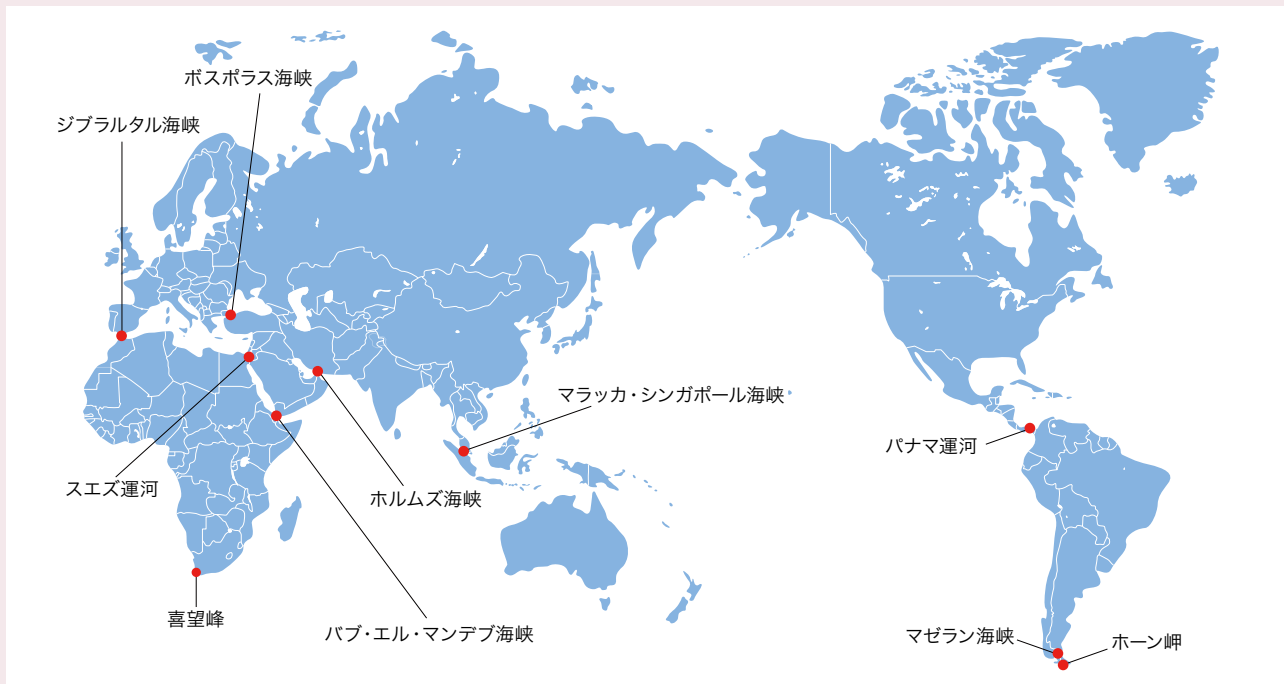 ボスポラス海峡
ジブラルタル海峡
マラッカ・シンガポール海峡
パナマ運河
スエズ運河
ホルムズ海峡
喜望峰
バブ・エル・マンデブ海峡
マゼラン海峡
ホーン岬